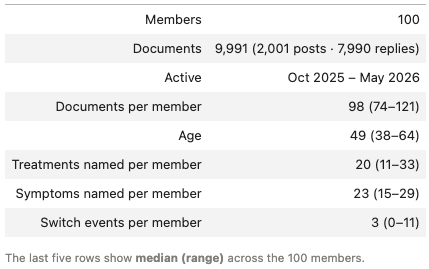 Members 100
Documents 9,991 (2,001 posts · 7,990 replies)
Active Oct 2025 – May 2026
Documents per member 98 (74–121)
Age 49 (38–64)
Treatments named per member 20 (11–33)
Symptoms named per member 23 (15–29)
Switch events per member 3 (0–11)
The last five rows show median (range) across the 100 members.